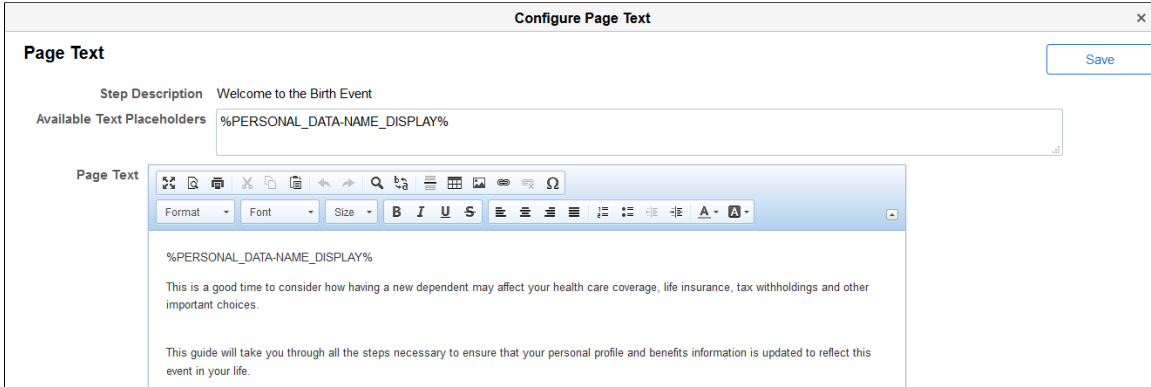 Configure Page Text
×
Page Text
Save
Step Description Welcome to the Birth Event
Available Text Placeholders %PERSONAL_DATA-NAME_DISPLAY%
Page Text
Format Font Size B I U S A A
%PERSONAL_DATA-NAME_DISPLAY%
This is a good time to consider how having a new dependent may affect your health care coverage, life insurance, tax withholdings and other
important choices.
This guide will take you through all the steps necessary to ensure that your personal profile and benefits information is updated to reflect this
event in your life.